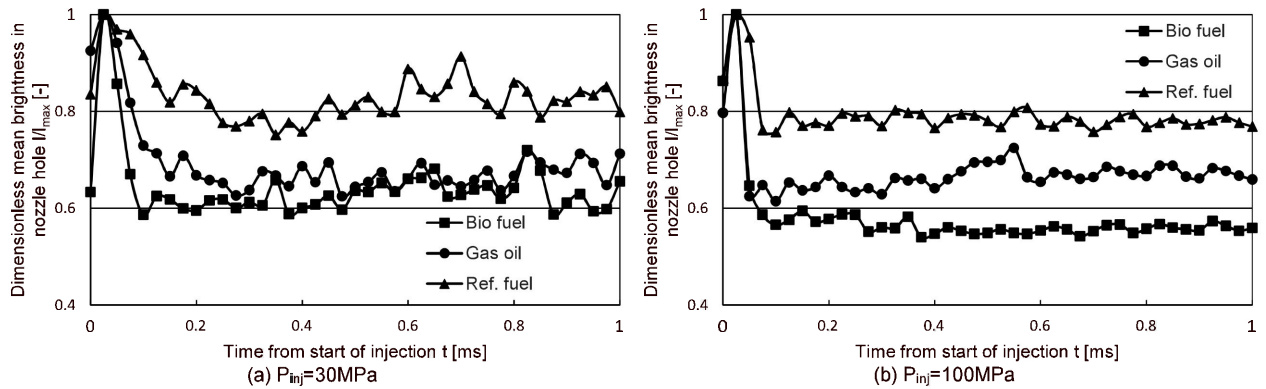 Dimensionless mean brightness in
nozzle hole I/Imax [-]
1
0.8
0.6
0.4
0
0.2
0.4
0.6
0.8
1
Bio fuel
Gas oil
Ref. fuel
Time from start of injection t [ms]
(a) Pinj=30MPa
Dimensionless mean brightness in
nozzle hole I/Imax [-]
1
0.8
0.6
0.4
0
0.2
0.4
0.6
0.8
1
Bio fuel
Gas oil
Ref. fuel
Time from start of injection t [ms]
(b) Pinj=100MPa